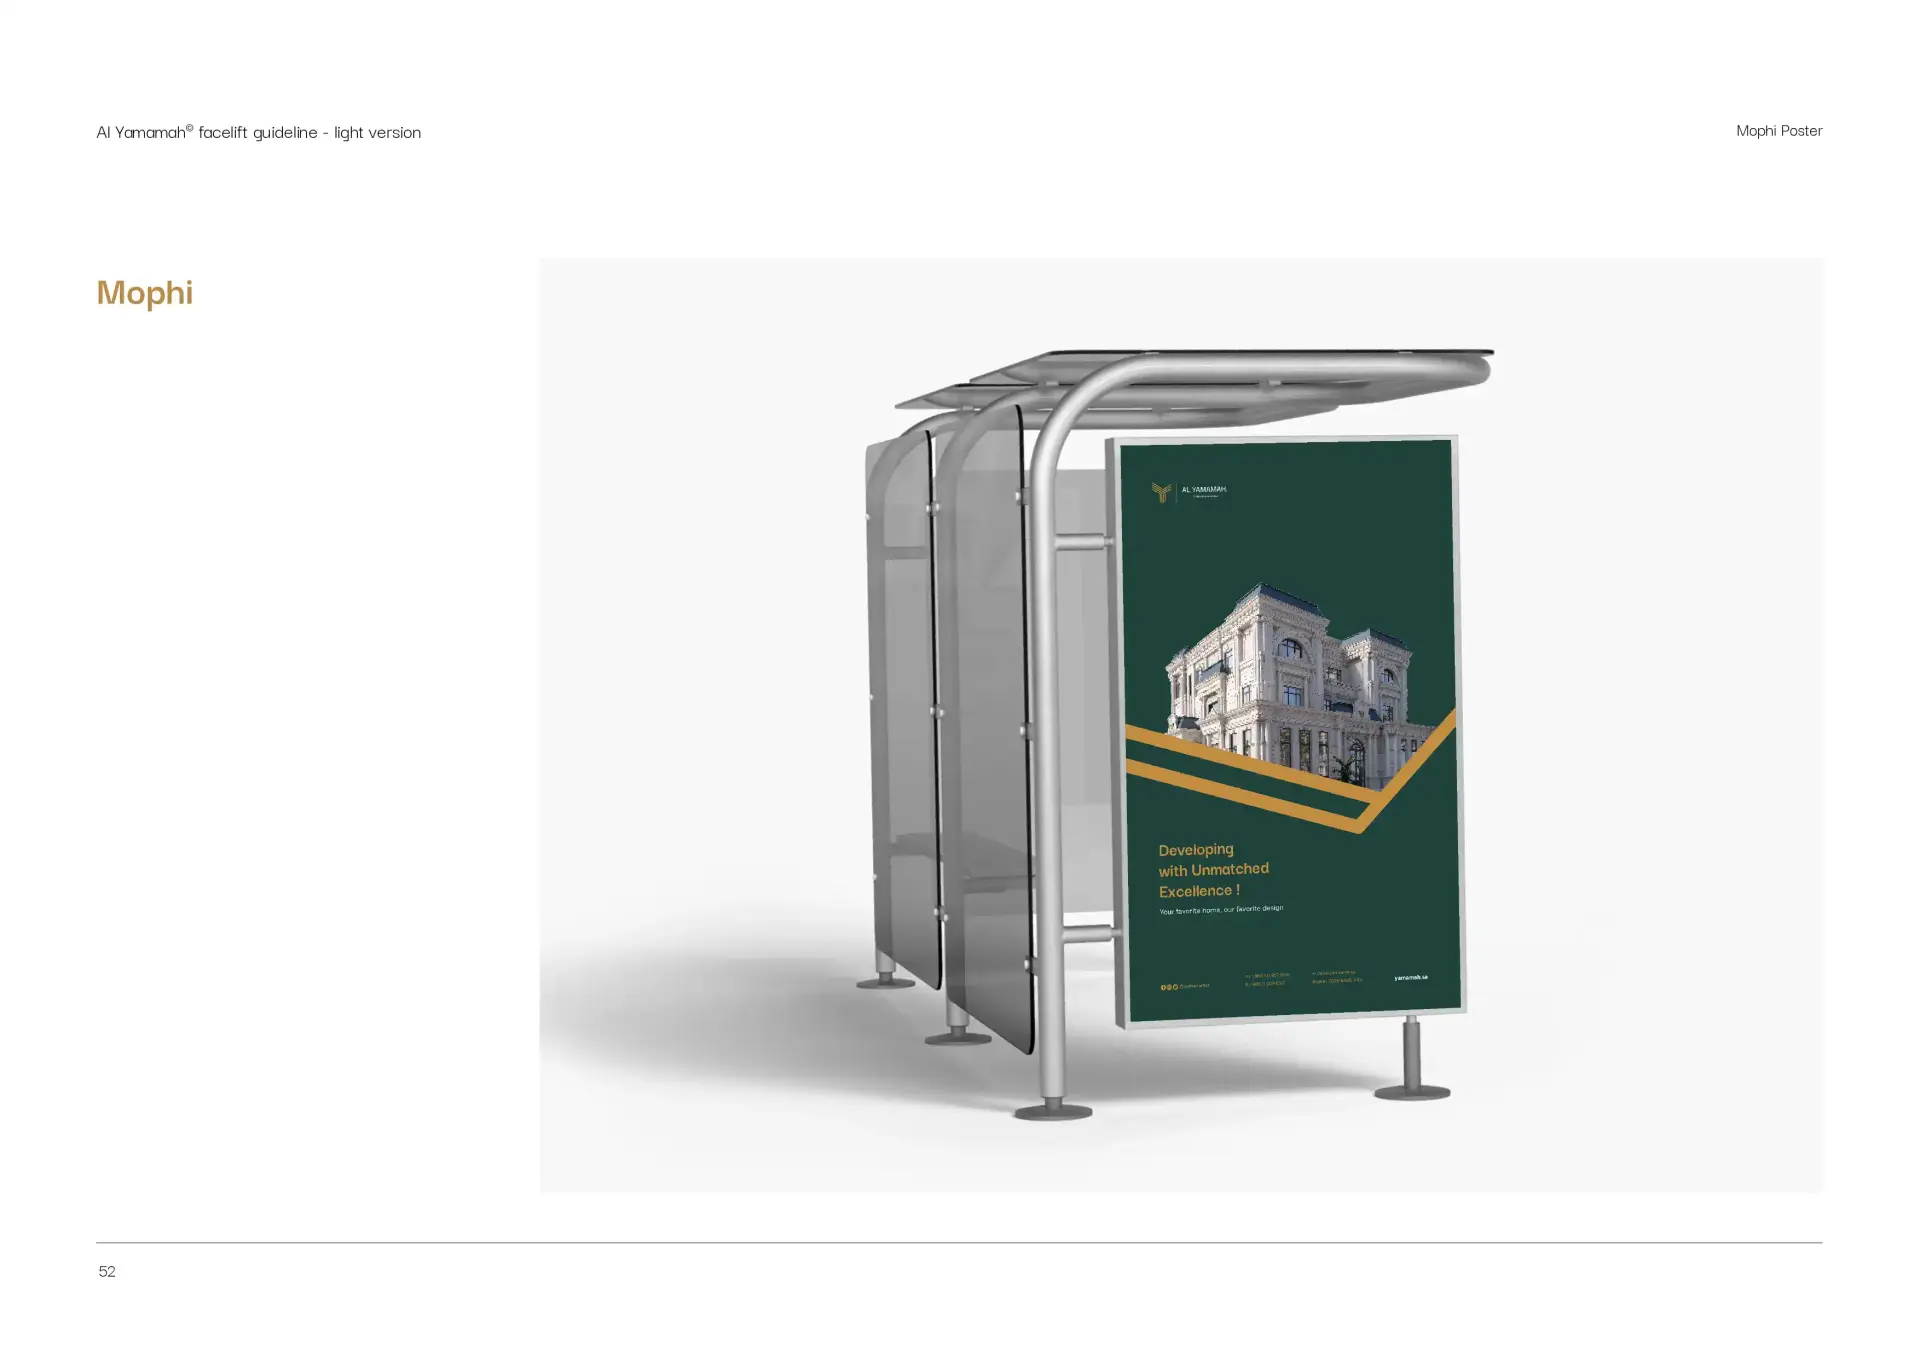 Al Yamamah© facelift guideline - light version
Mophi Poster
Mophi
AL YAMAMAH.
Developing
with Unmatched
Excellence !
Your favorite home, our favorite design
yamamah.sa
52